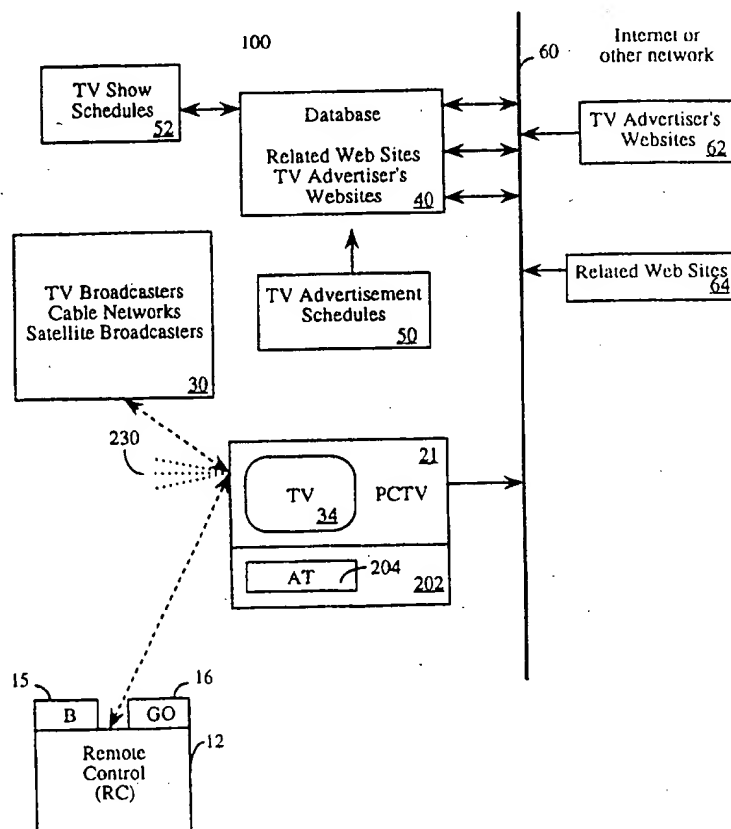 100
Internet or
other network
60
TV Show
Schedules
52
Database
Related Web Sites
TV Advertiser's
Websites
40
TV Advertiser's
Websites
62
TV Broadcasters
Cable Networks
Satellite Broadcasters
30
TV Advertisement
Schedules
50
Related Web Sites
64
230
TV
34
21
PCTV
AT
204
202
15
16
B
GO
12
Remote
Control
(RC)